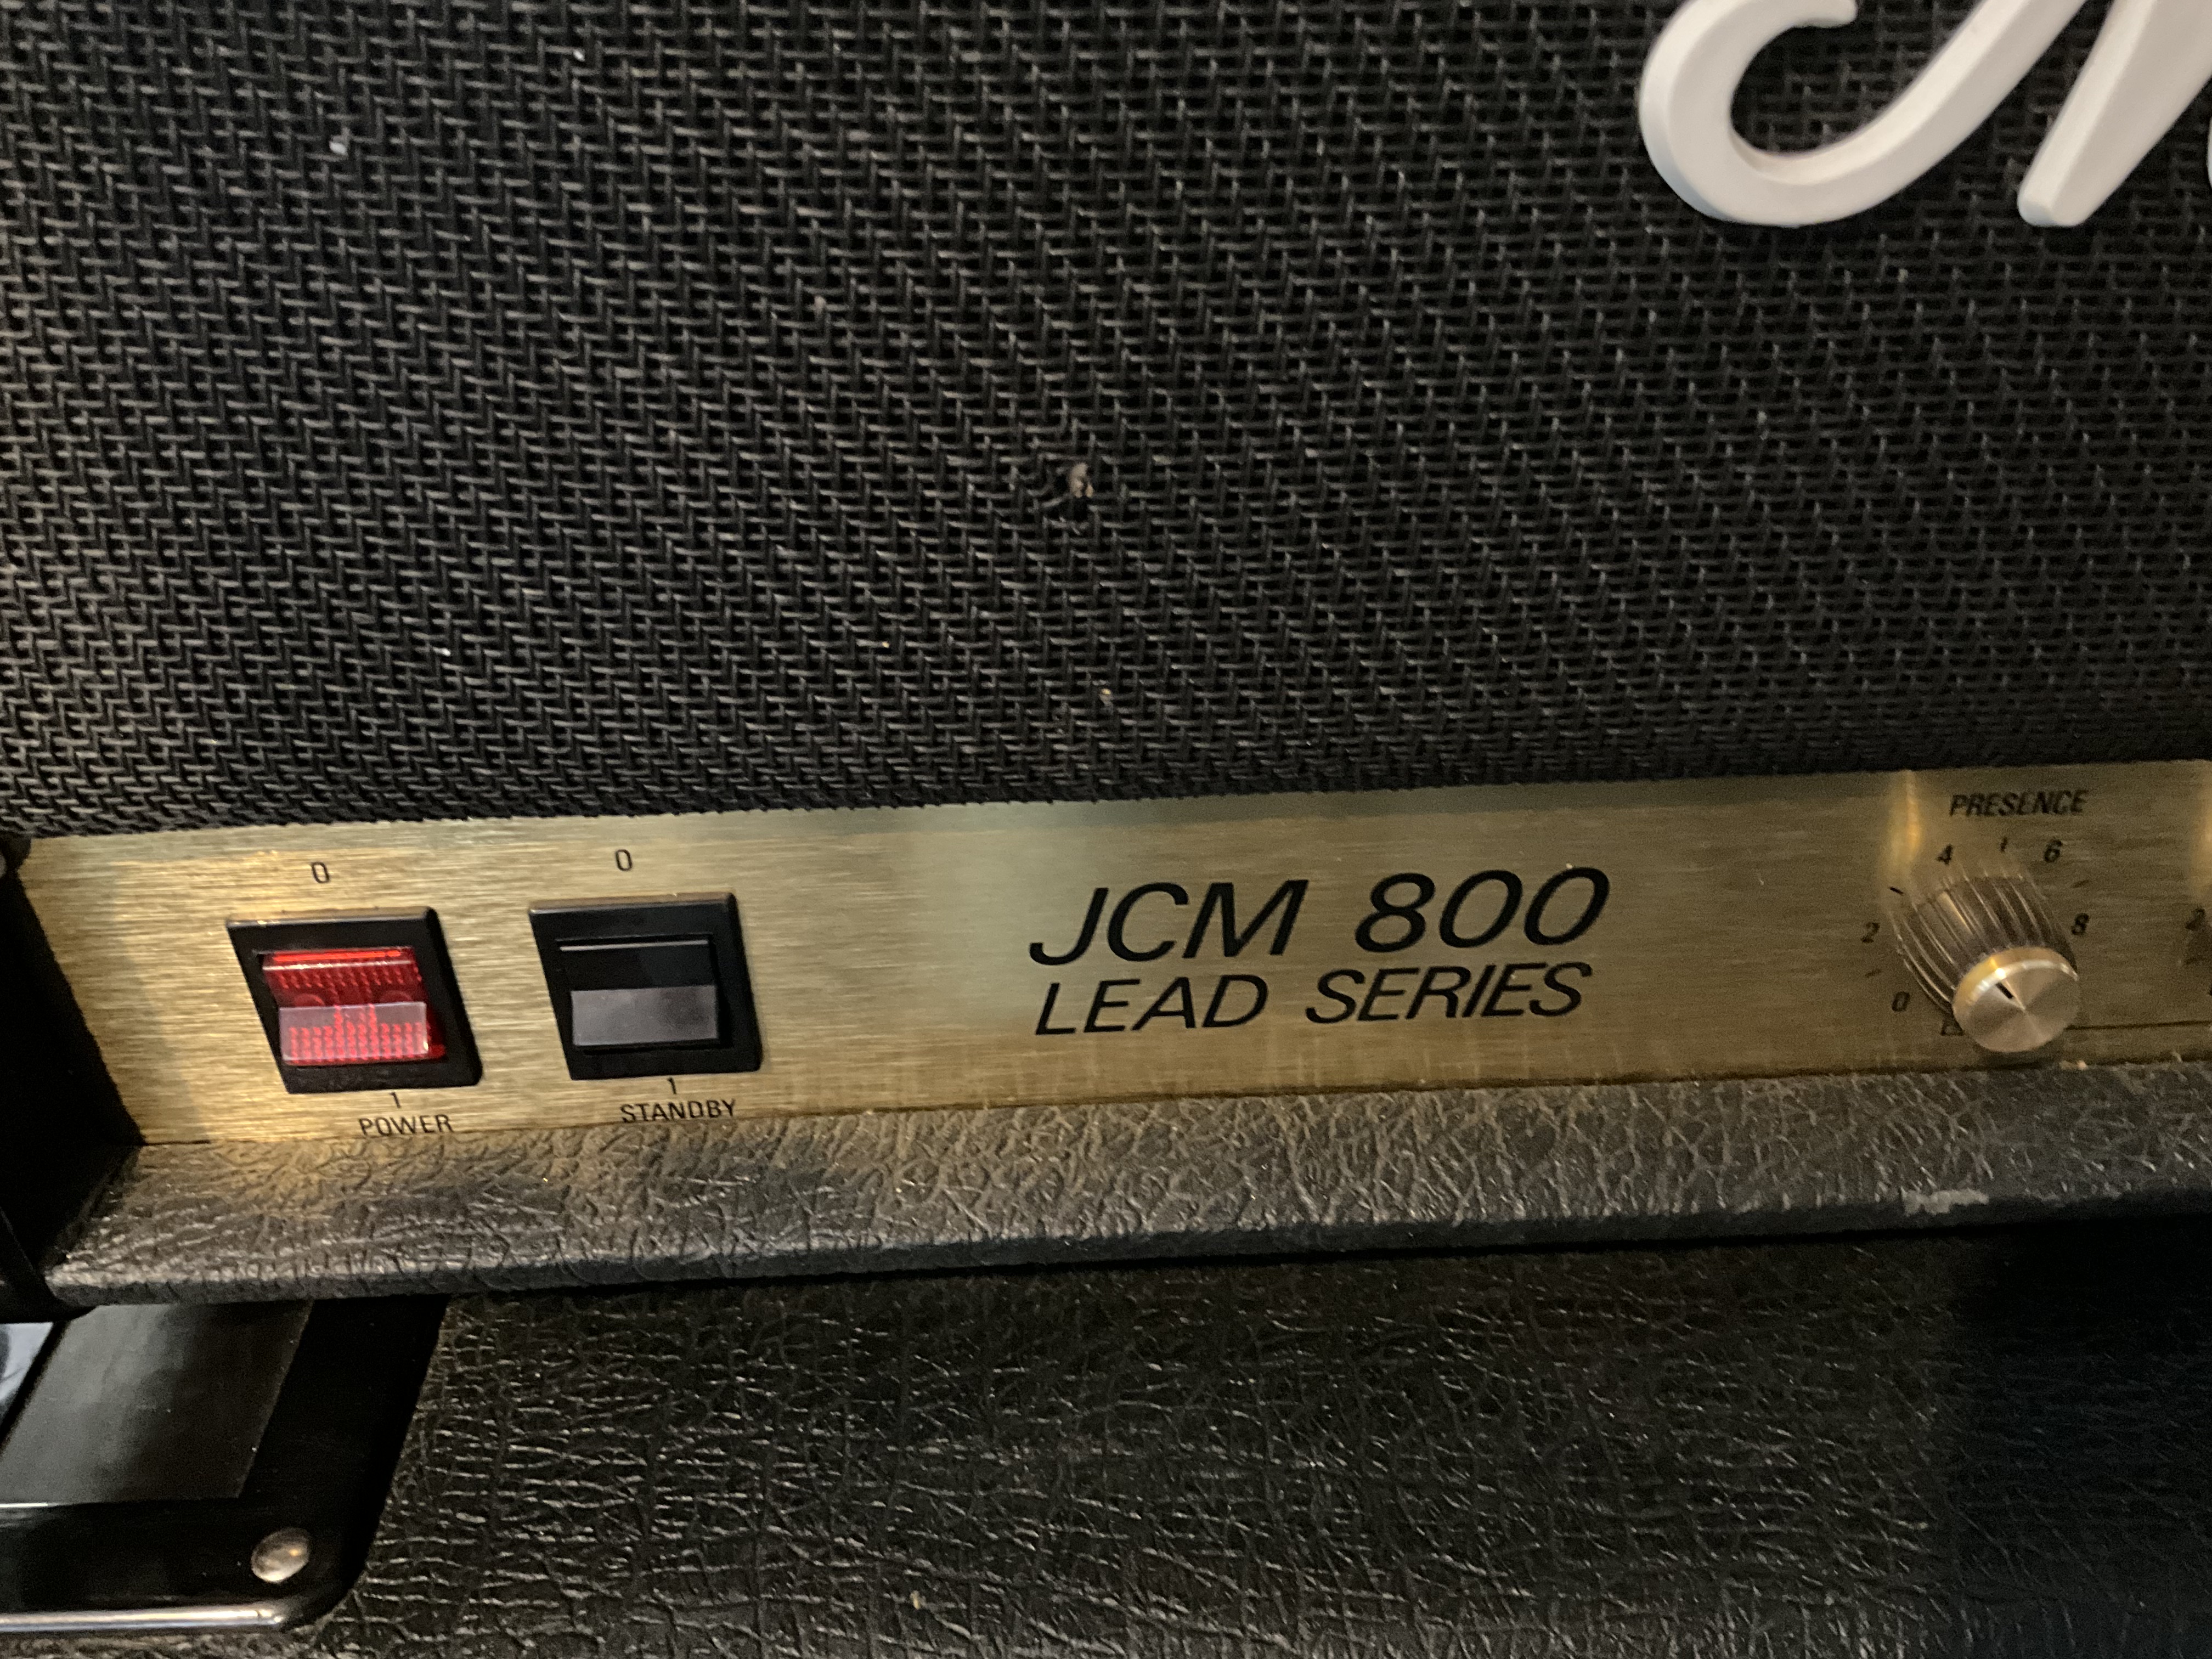 0
0
JCM 800
LEAD SERIES
1
POWER
1
STANDBY
PRESENCE
4
6
2
8
0